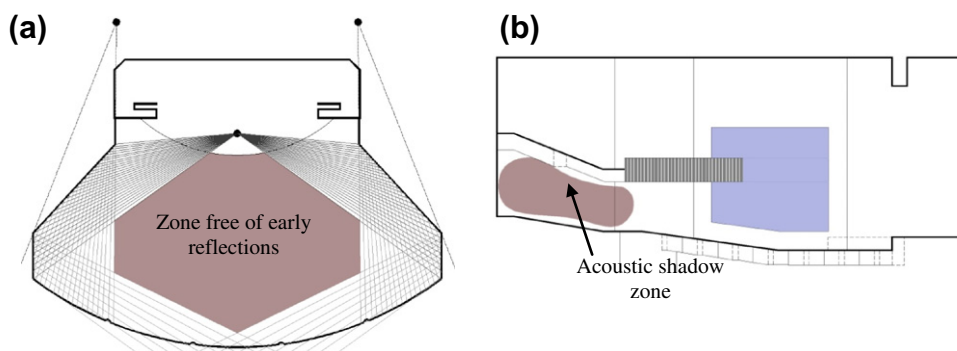 (a)
Zone free of early
reflections
(b)
Acoustic shadow
zone